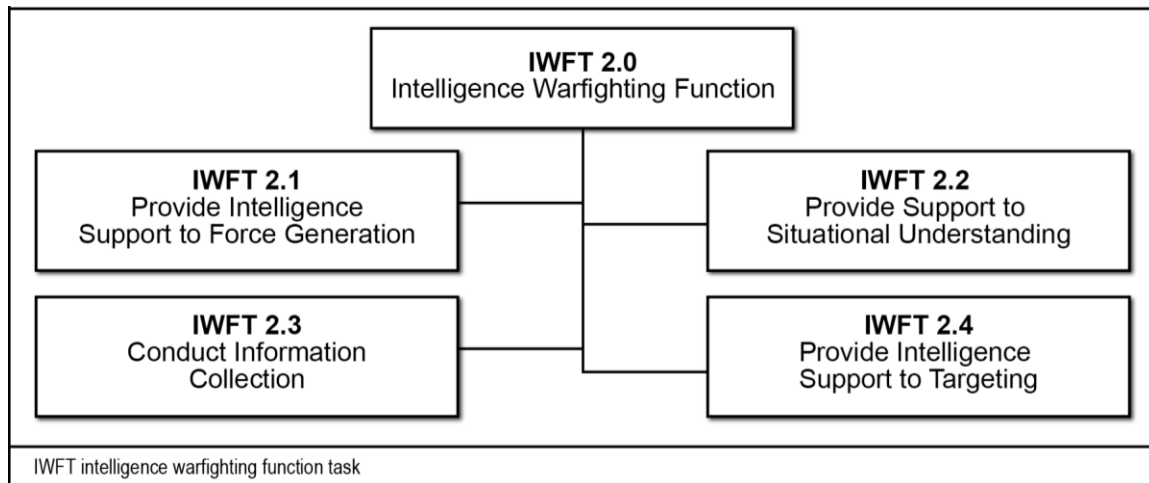 IWFT 2.0
Intelligence Warfighting Function
IWFT 2.1
Provide Intelligence
Support to Force Generation
IWFT 2.2
Provide Support to
Situational Understanding
IWFT 2.3
Conduct Information
Collection
IWFT 2.4
Provide Intelligence
Support to Targeting
IWFT intelligence warfighting function task